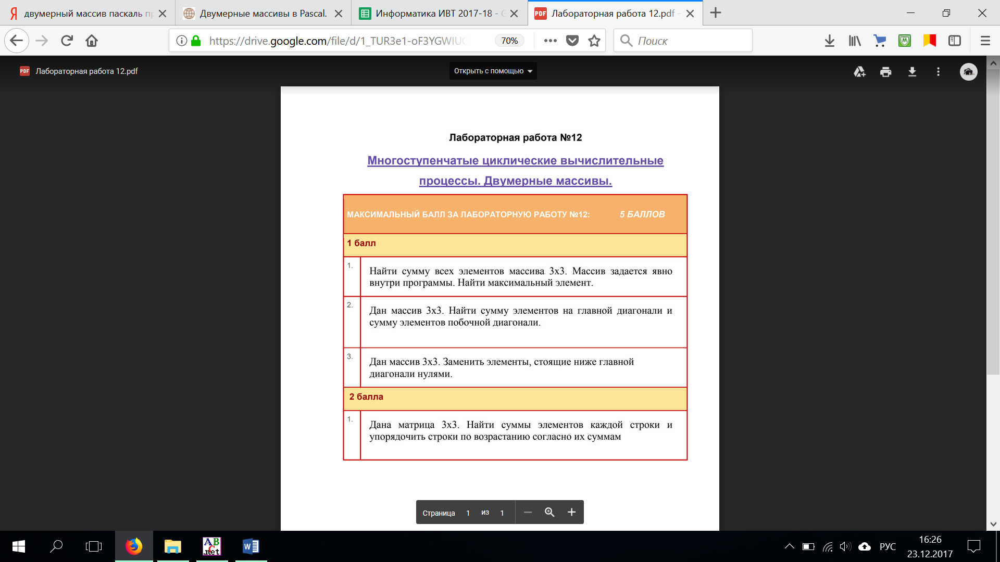 двумерный массив паскаль
Двумерные массивы в Pascal.
Информатика ИВТ 2017-18 -
Лабораторная работа 12.pdf -
https://drive.google.com/file/d/1_TUR3e1-oF3YGWIU
70%
Поиск
PDF
Лабораторная работа 12.pdf
Открыть с помощью
Лабораторная работа №12
Многоступенчатые циклические вычислительные
процессы. Двумерные массивы.
МАКСИМАЛЬНЫЙ БАЛЛ ЗА ЛАБОРАТОРНУЮ РАБОТУ №12: 5 БАЛЛОВ
1 балл
1. Найти сумму всех элементов массива 3х3. Массив задается явно
внутри программы. Найти максимальный элемент.
2. Дан массив 3х3. Найти сумму элементов на главной диагонали и
сумму элементов побочной диагонали.
3. Дан массив 3х3. Заменить элементы, стоящие ниже главной
диагонали нулями.
2 балла
1. Дана матрица 3х3. Найти суммы элементов каждой строки и
упорядочить строки по возрастанию согласно их суммам
Страница 1 из 1
РУС
16:26
23.12.2017